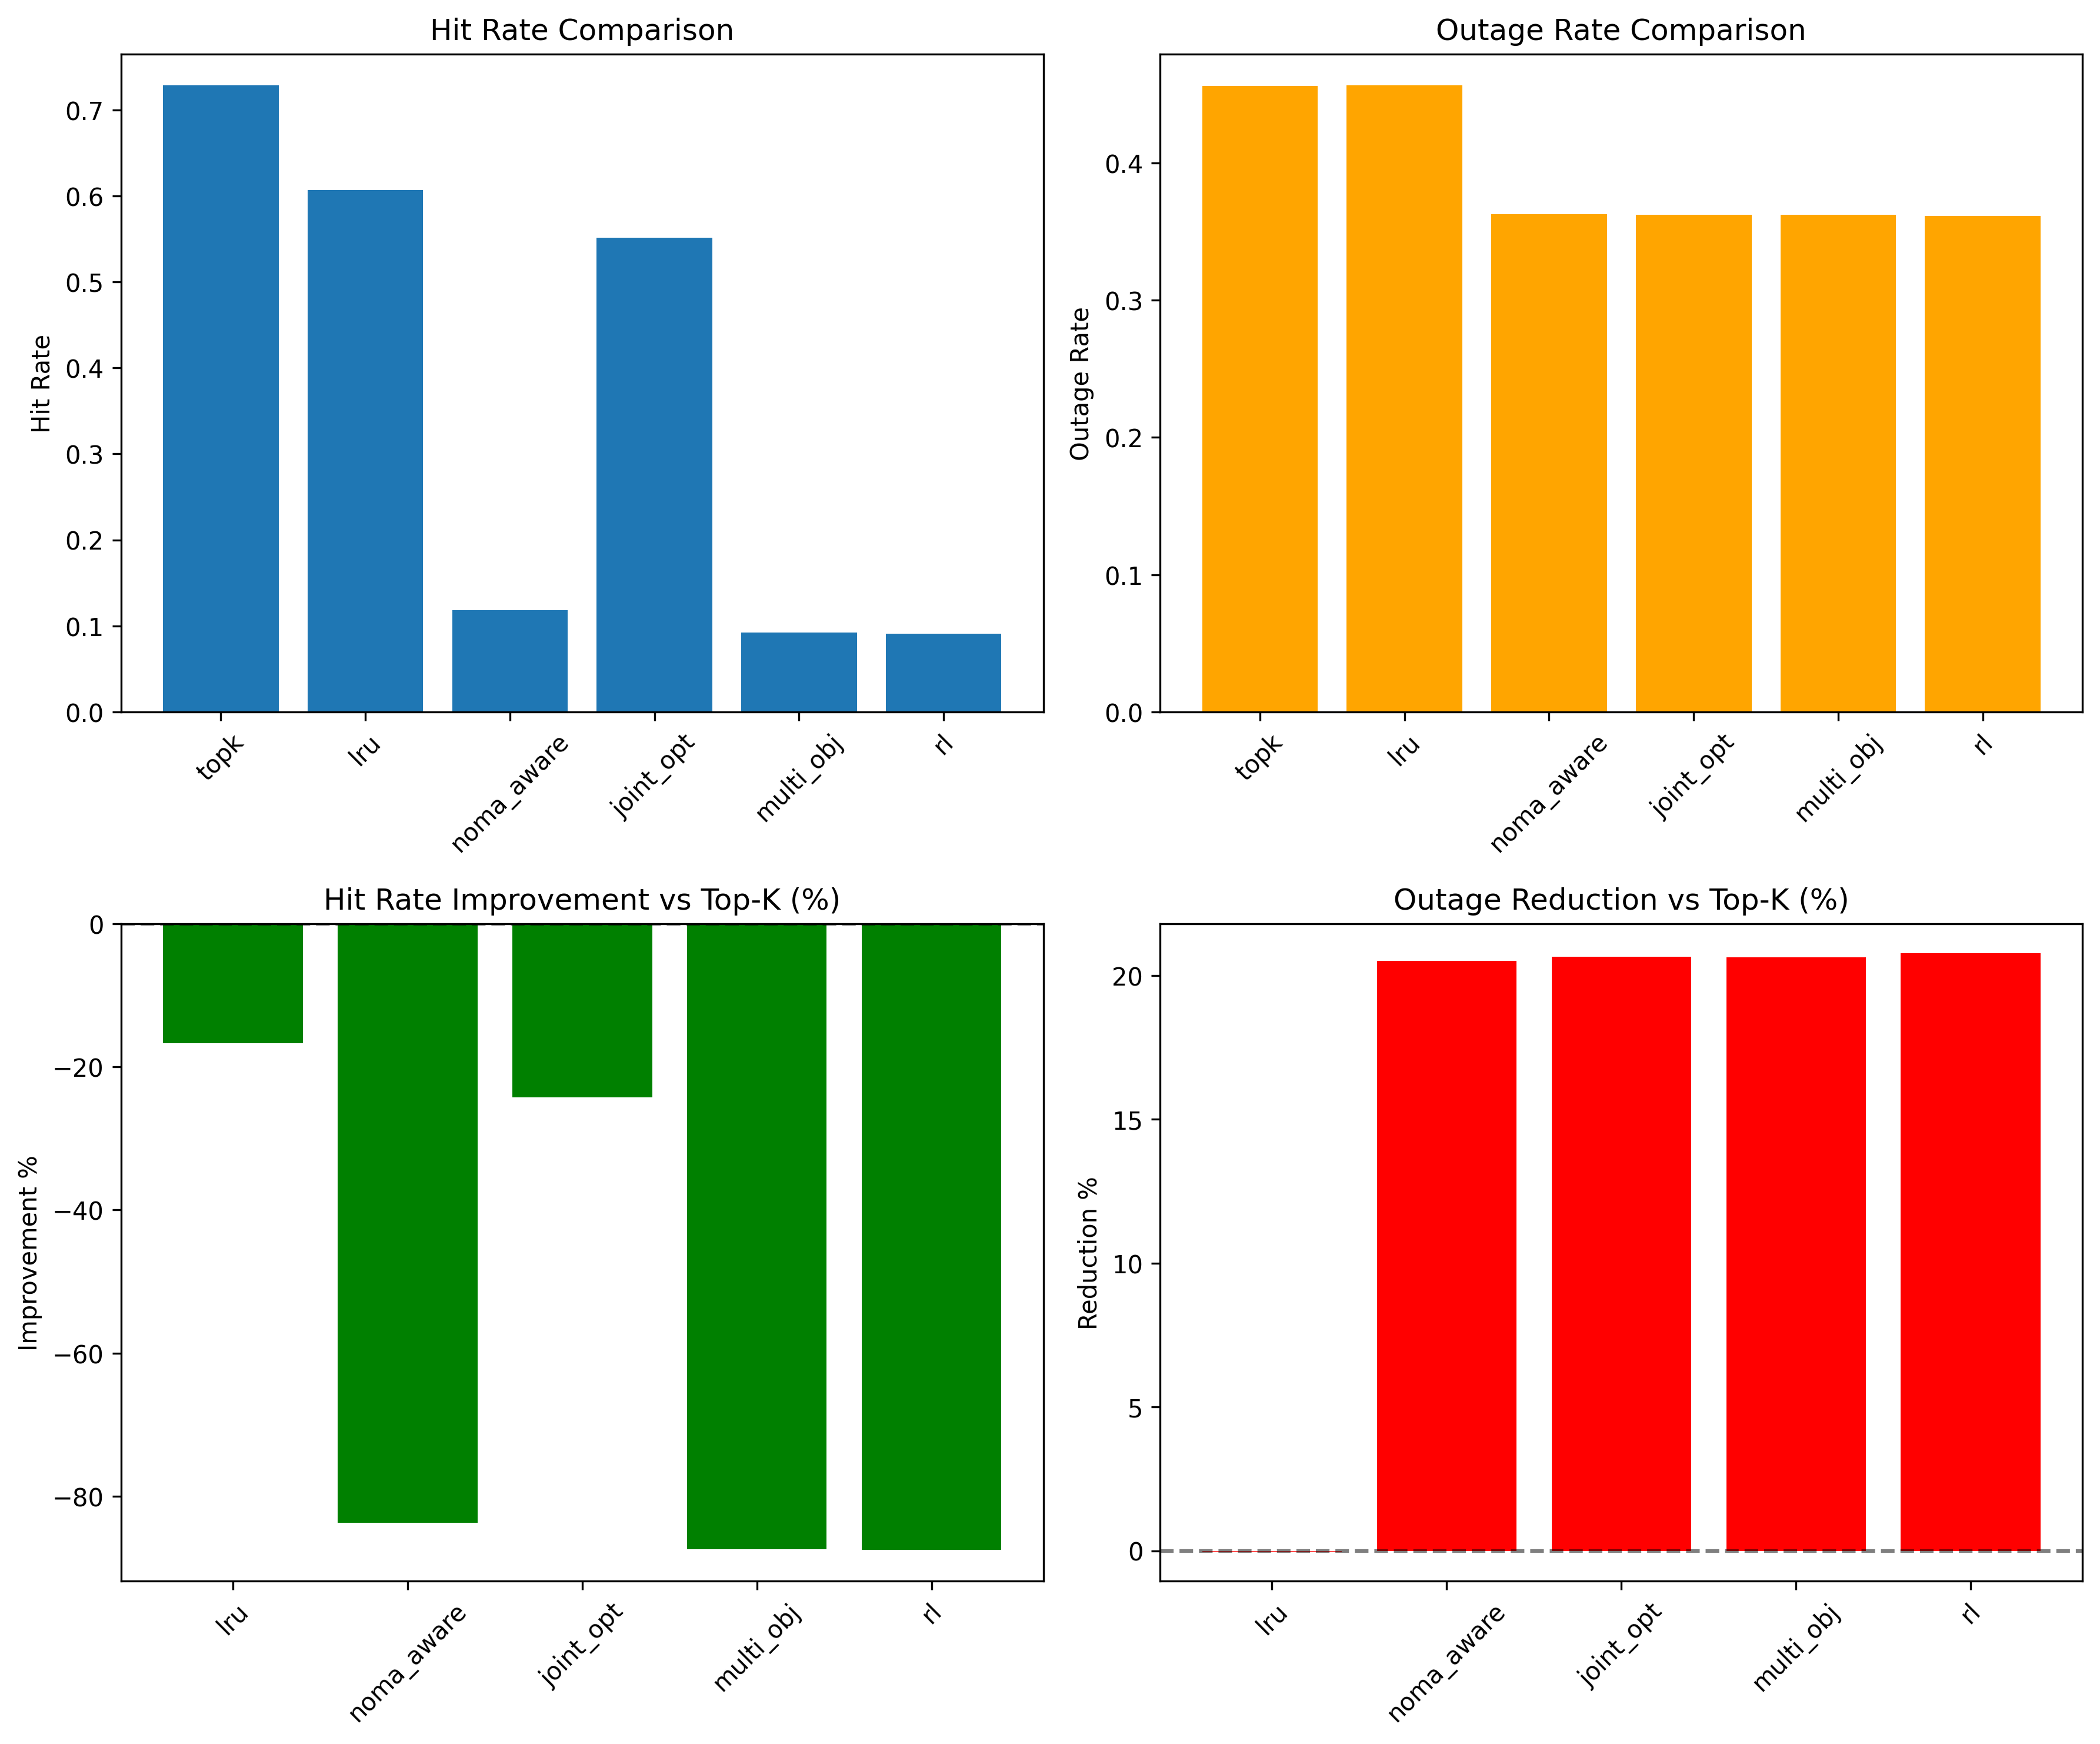 Hit Rate Comparison
Hit Rate
0.7
0.6
0.5
0.4
0.3
0.2
0.1
0.0
topk
lru
noma_aware
joint_opt
multi_obj
rl
Outage Rate Comparison
Outage Rate
0.4
0.3
0.2
0.1
0.0
topk
lru
noma_aware
joint_opt
multi_obj
rl
Hit Rate Improvement vs Top-K (%)
Improvement %
0
−20
−40
−60
−80
lru
noma_aware
joint_opt
multi_obj
rl
Outage Reduction vs Top-K (%)
Reduction %
20
15
10
5
0
lru
noma_aware
joint_opt
multi_obj
rl